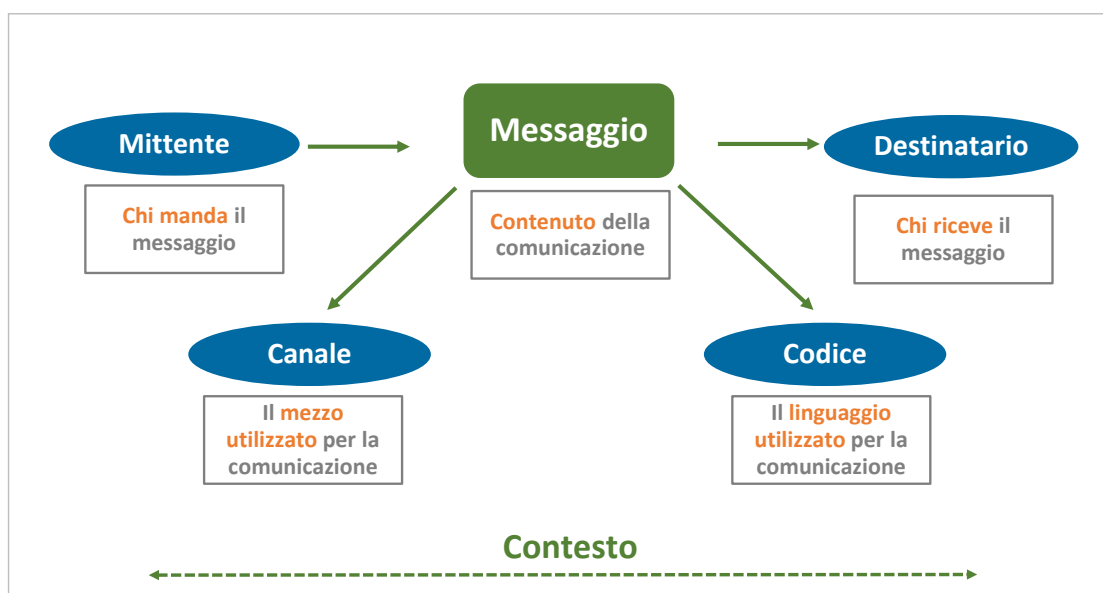 Mittente
Messaggio
Destinatario
Chi manda il
messaggio
Contenuto della
comunicazione
Chi riceve il
messaggio
Canale
Codice
Il mezzo
utilizzato per la
comunicazione
Il linguaggio
utilizzato per la
comunicazione
Contesto